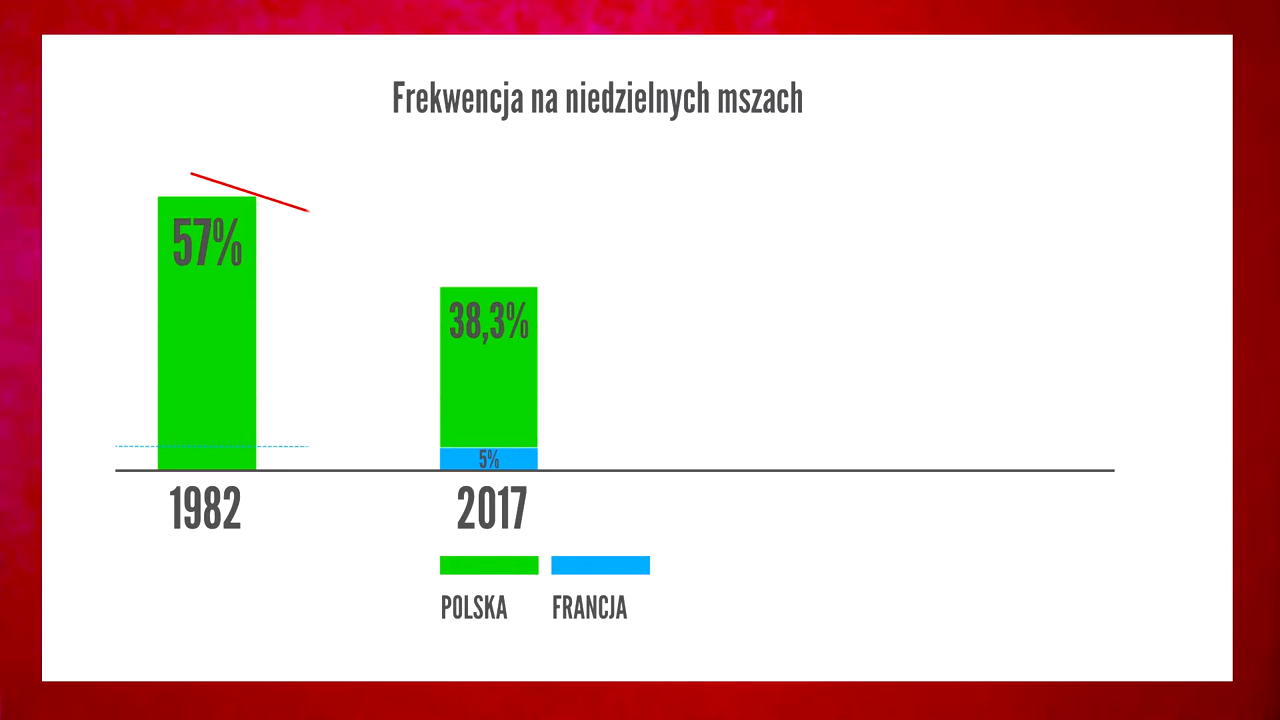 Frekwencja na niedzielnych mszach
57%
38,3%
5%
1982
2017
POLSKA
FRANCJA